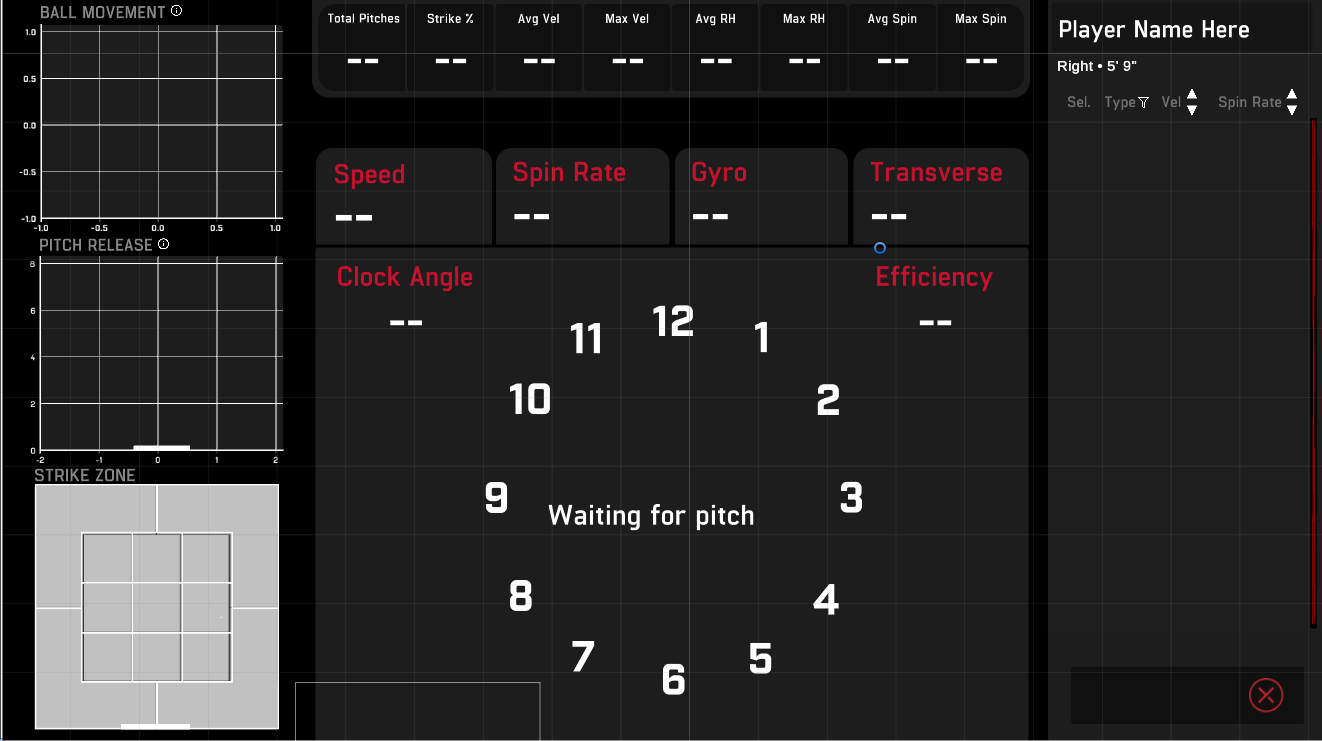 BALL MOVEMENT
1.0
0.5
0.0
-0.5
-1.0
-1.0 -0.5 0.0 0.5 1.0
PITCH RELEASE
8
6
4
2
0
-2 -1 0 1 2
STRIKE ZONE
Total Pitches Strike % Avg Vel Max Vel Avg RH Max RH Avg Spin Max Spin
-- -- -- -- -- -- -- --
Speed Spin Rate Gyro Transverse
-- -- -- --
Clock Angle Efficiency
-- --
12
11 1
10 2
9 3
Waiting for pitch
8 4
7 5
6
Player Name Here
Right • 5' 9"
Sel. Type Vel Spin Rate